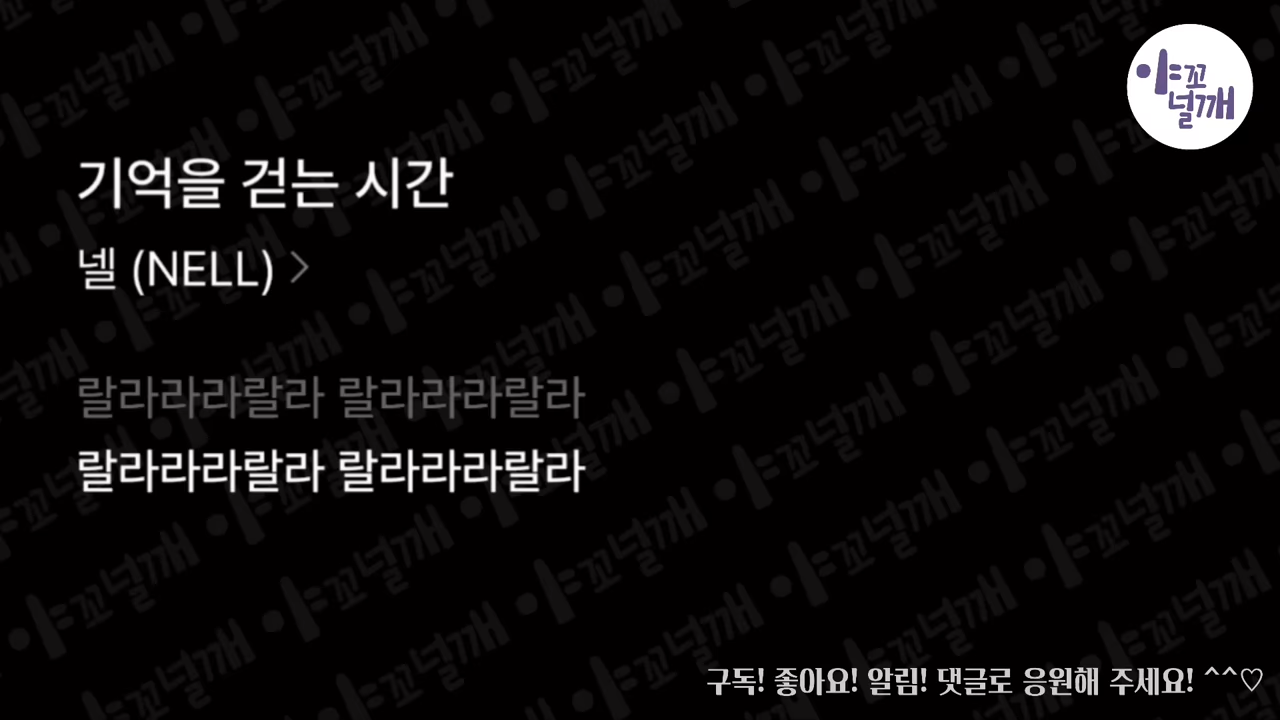 야꼬
널깨
기억을 걷는 시간
넬 (NELL) >
랄라라라랄라 랄라라라랄라
랄라라라랄라 랄라라라랄라
구독! 좋아요! 알림! 댓글로 응원해 주세요! ^^♡